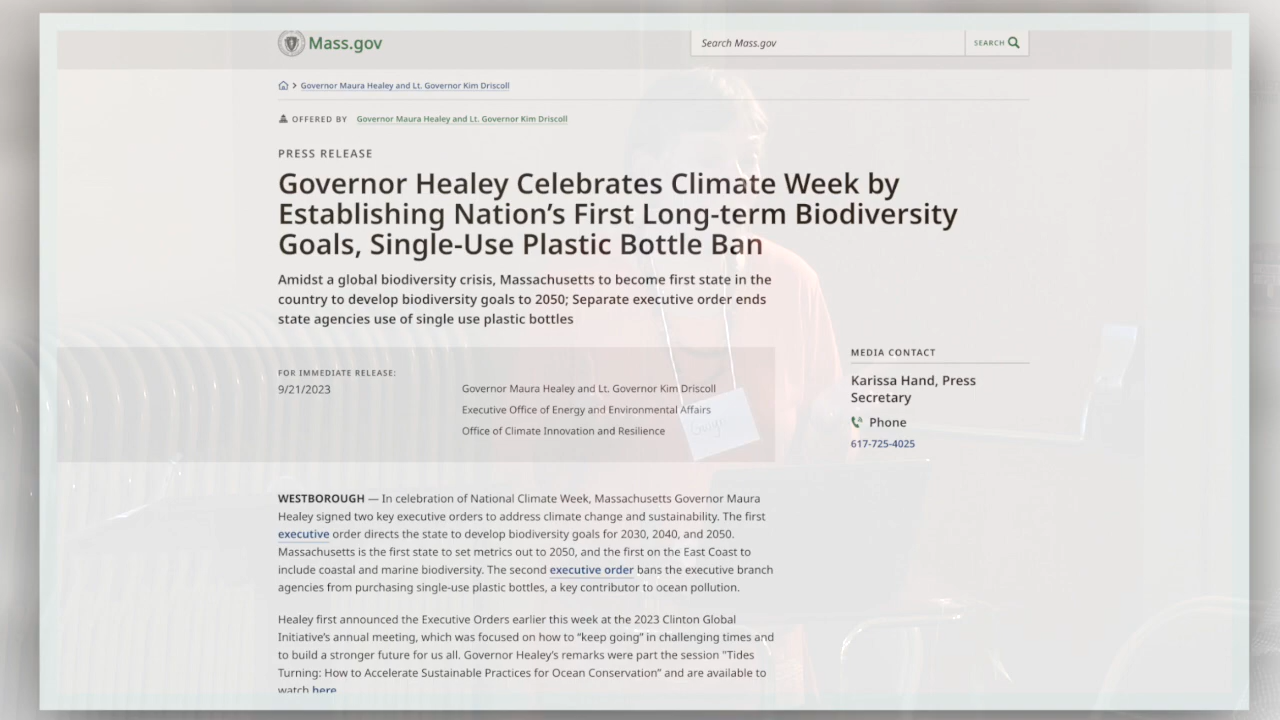 Mass.gov
Search Mass.gov
SEARCH
Governor Maura Healey and Lt. Governor Kim Driscoll
OFFERED BY Governor Maura Healey and Lt. Governor Kim Driscoll
PRESS RELEASE
Governor Healey Celebrates Climate Week by
Establishing Nation’s First Long-term Biodiversity
Goals, Single-Use Plastic Bottle Ban
Amidst a global biodiversity crisis, Massachusetts to become first state in the
country to develop biodiversity goals to 2050; Separate executive order ends
state agencies use of single use plastic bottles
FOR IMMEDIATE RELEASE:
9/21/2023
Governor Maura Healey and Lt. Governor Kim Driscoll
Executive Office of Energy and Environmental Affairs
Office of Climate Innovation and Resilience
MEDIA CONTACT
Karissa Hand, Press
Secretary
Phone
617-725-4025
WESTBOROUGH — In celebration of National Climate Week, Massachusetts Governor Maura
Healey signed two key executive orders to address climate change and sustainability. The first
executive order directs the state to develop biodiversity goals for 2030, 2040, and 2050.
Massachusetts is the first state to set metrics out to 2050, and the first on the East Coast to
include coastal and marine biodiversity. The second executive order bans the executive branch
agencies from purchasing single-use plastic bottles, a key contributor to ocean pollution.
Healey first announced the Executive Orders earlier this week at the 2023 Clinton Global
Initiative’s annual meeting, which was focused on how to “keep going” in challenging times and
to build a stronger future for us all. Governor Healey’s remarks were part the session “Tides
Turning: How to Accelerate Sustainable Practices for Ocean Conservation” and are available to
watch here